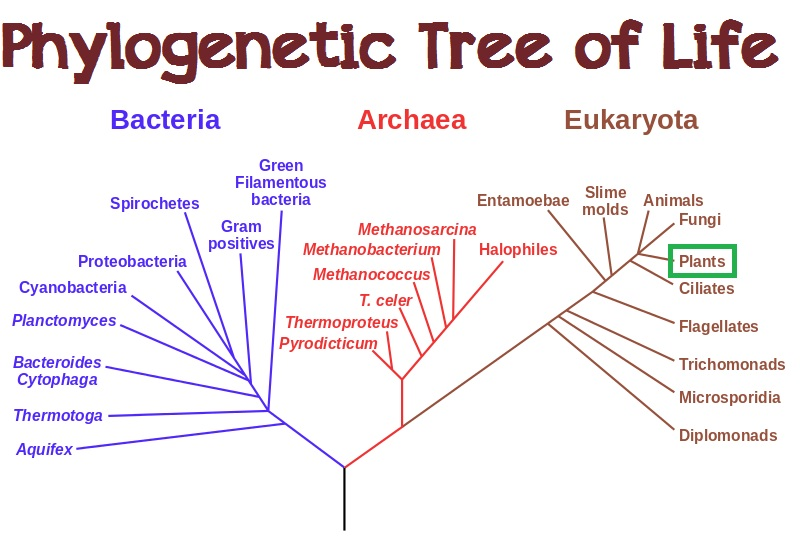 Phylogenetic Tree of Life
Bacteria
Archaea
Eukaryota
Green
Filamentous
bacteria
Spirochetes
Gram
positives
Proteobacteria
Cyanobacteria
Planctomyces
Bacteroides
Cytophaga
Thermotoga
Aquifex
Methanosarcina
Methanobacterium
Halophiles
Methanococcus
T. celer
Thermoproteus
Pyrodicticum
Entamoebae
Slime
molds
Animals
Fungi
Plants
Ciliates
Flagellates
Trichomonads
Microsporidia
Diplomonads